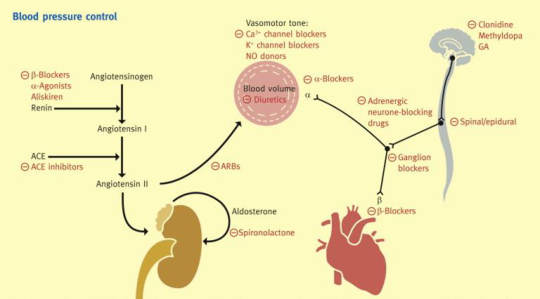 Blood pressure control
Vasomotor tone:
⊖ Ca²⁺ channel blockers
K⁺ channel blockers
NO donors
⊖ Clonidine
Methyldopa
GA
⊖ β-Blockers
α-Agonists
Aliskiren
Renin
Angiotensinogen
Blood volume
⊖ Diuretics
⊖ α-Blockers
α
⊖ Adrenergic
neurone-blocking
drugs
⊖ Spinal/epidural
Angiotensin I
ACE
⊖ ACE inhibitors
⊖ ARBs
⊖ Ganglion
blockers
Angiotensin II
β
⊖ β-Blockers
Aldosterone
⊖ Spironolactone